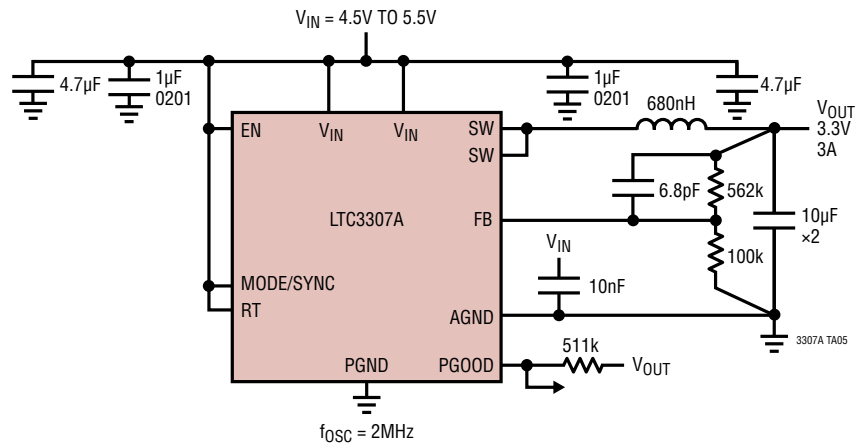 V_IN = 4.5V TO 5.5V
4.7µF
1µF
0201
1µF
0201
4.7µF
680nH
V_OUT
3.3V
3A
EN
V_IN
V_IN
SW
SW
6.8pF
562k
LTC3307A
FB
10µF
×2
V_IN
100k
MODE/SYNC
10nF
RT
AGND
3307A TA05
511k
PGND
PGOOD
V_OUT
f_OSC = 2MHz